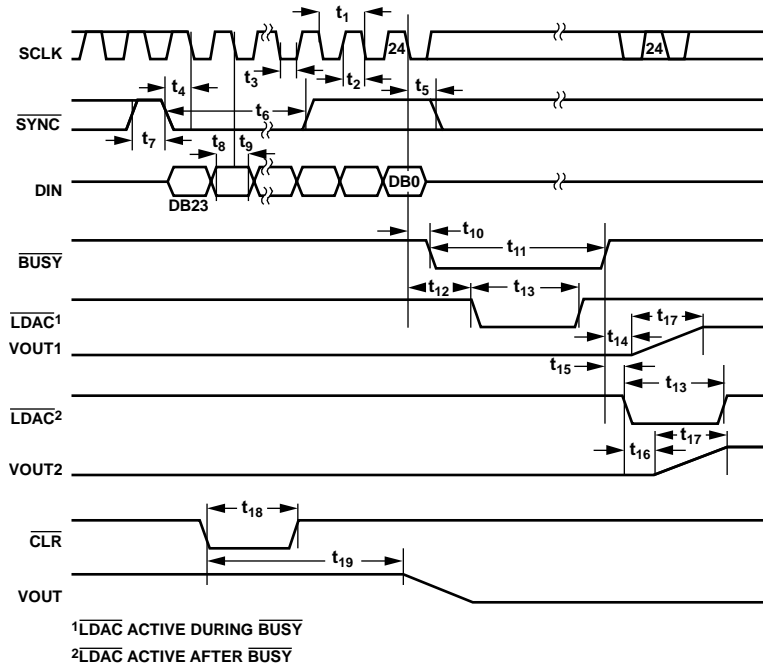 t1
SCLK
24
24
t3
t2
t4
t5
t6
SYNC
t7
t8
t9
DIN
DB23
DB0
t10
BUSY
t11
t12
t13
LDAC1
t17
t14
VOUT1
t15
t13
LDAC2
t17
t16
VOUT2
t18
CLR
t19
VOUT
1LDAC ACTIVE DURING BUSY
2LDAC ACTIVE AFTER BUSY